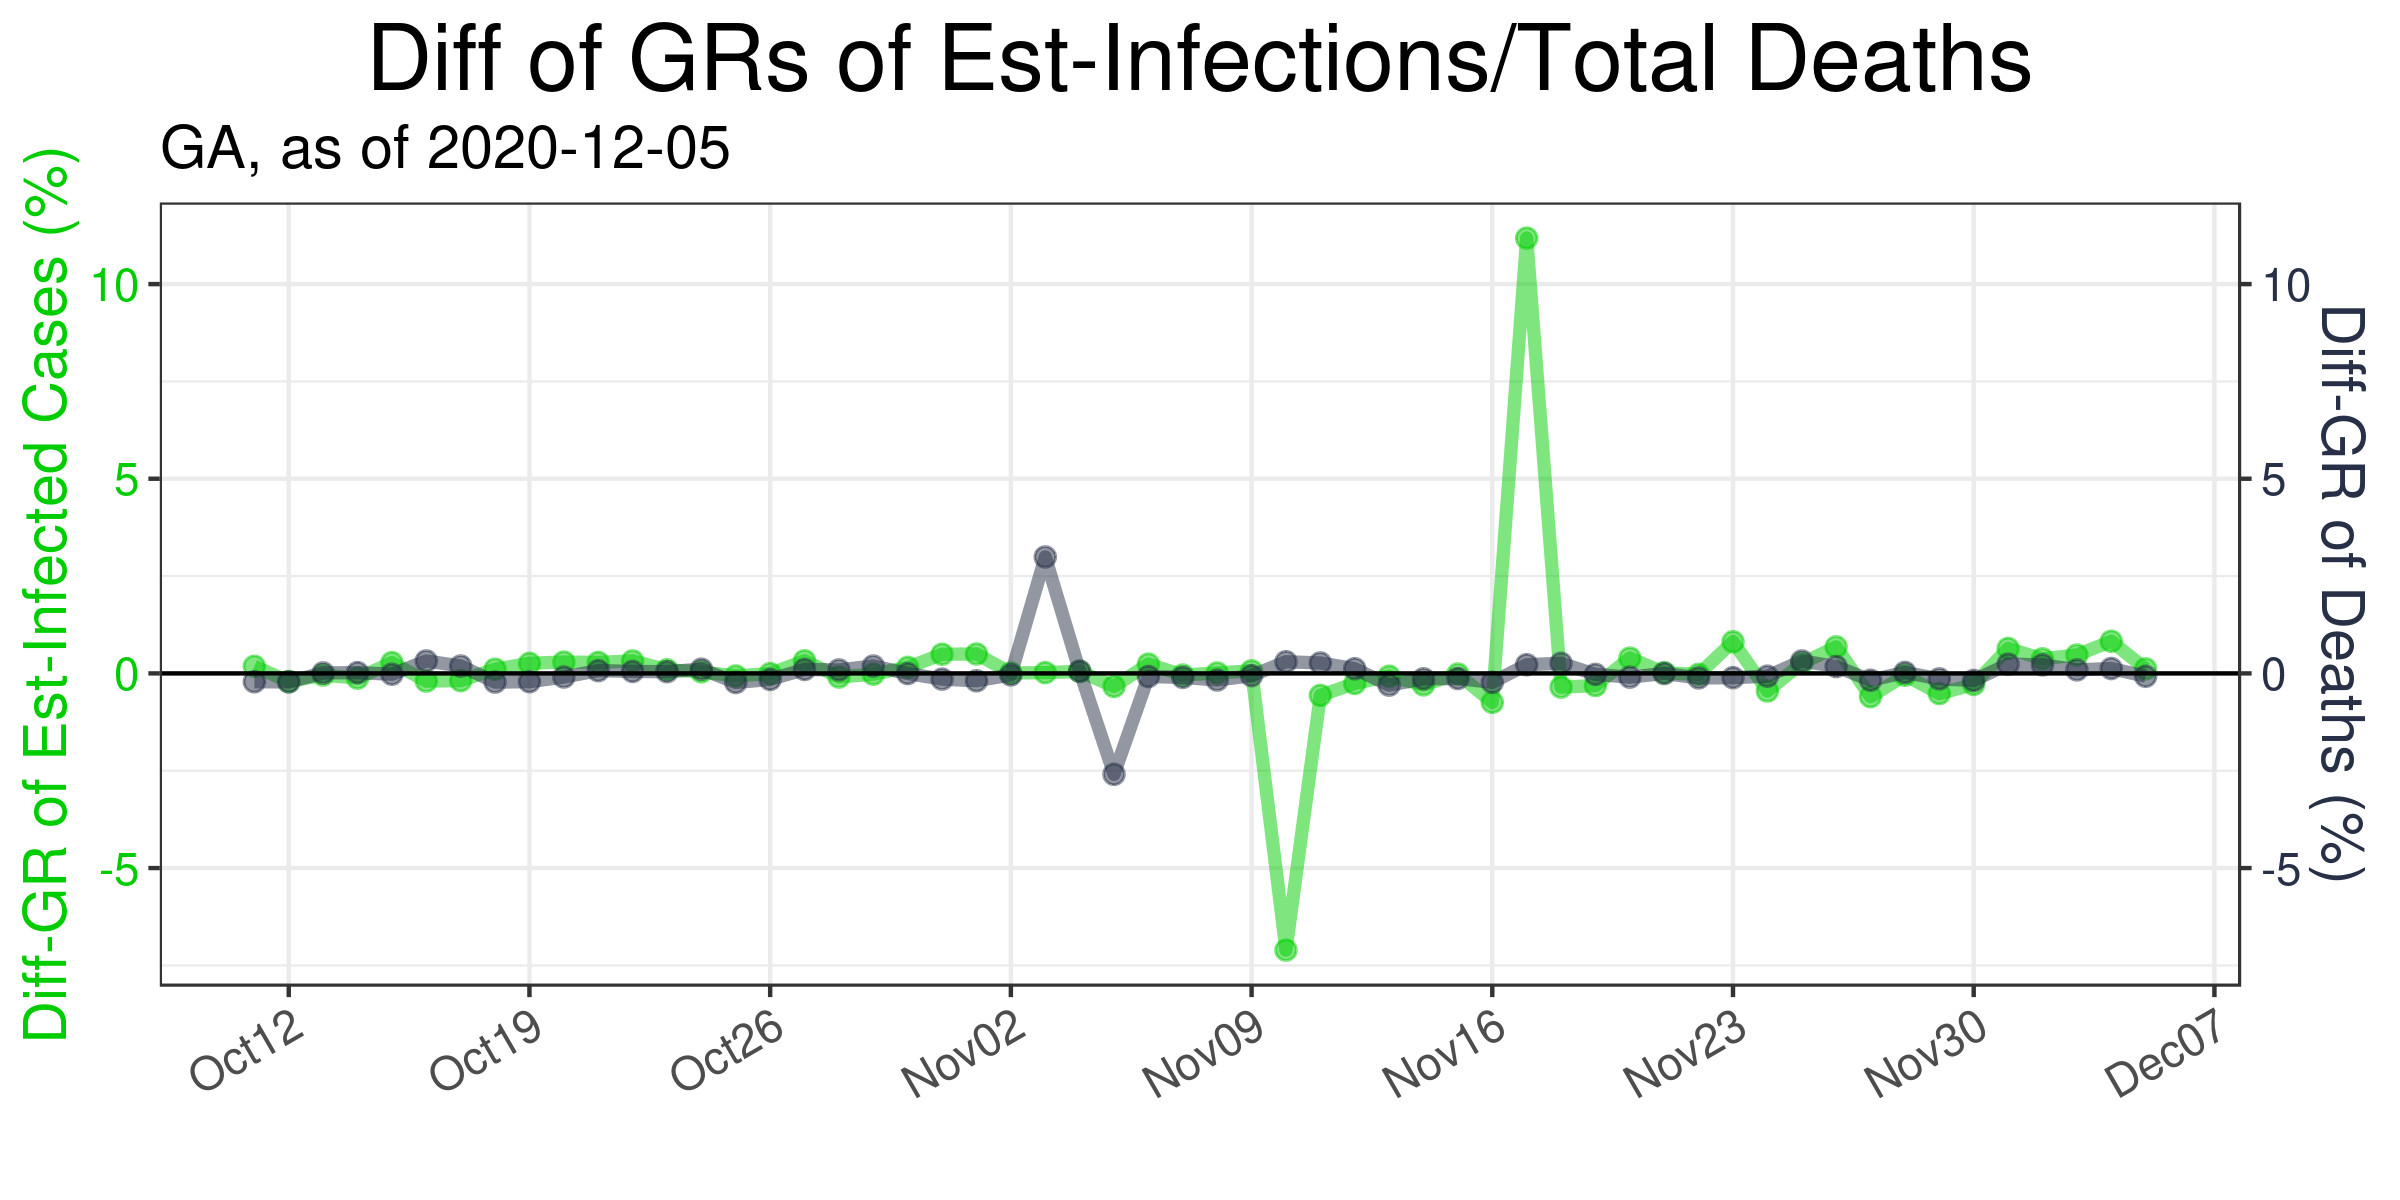 Diff of GRs of Est-Infections/Total Deaths
GA, as of 2020-12-05
Diff-GR of Est-Infected Cases (%)
10
5
0
-5
10
5
0
-5
Diff-GR of Deaths (%)
Oct12
Oct19
Oct26
Nov02
Nov09
Nov16
Nov23
Nov30
Dec07